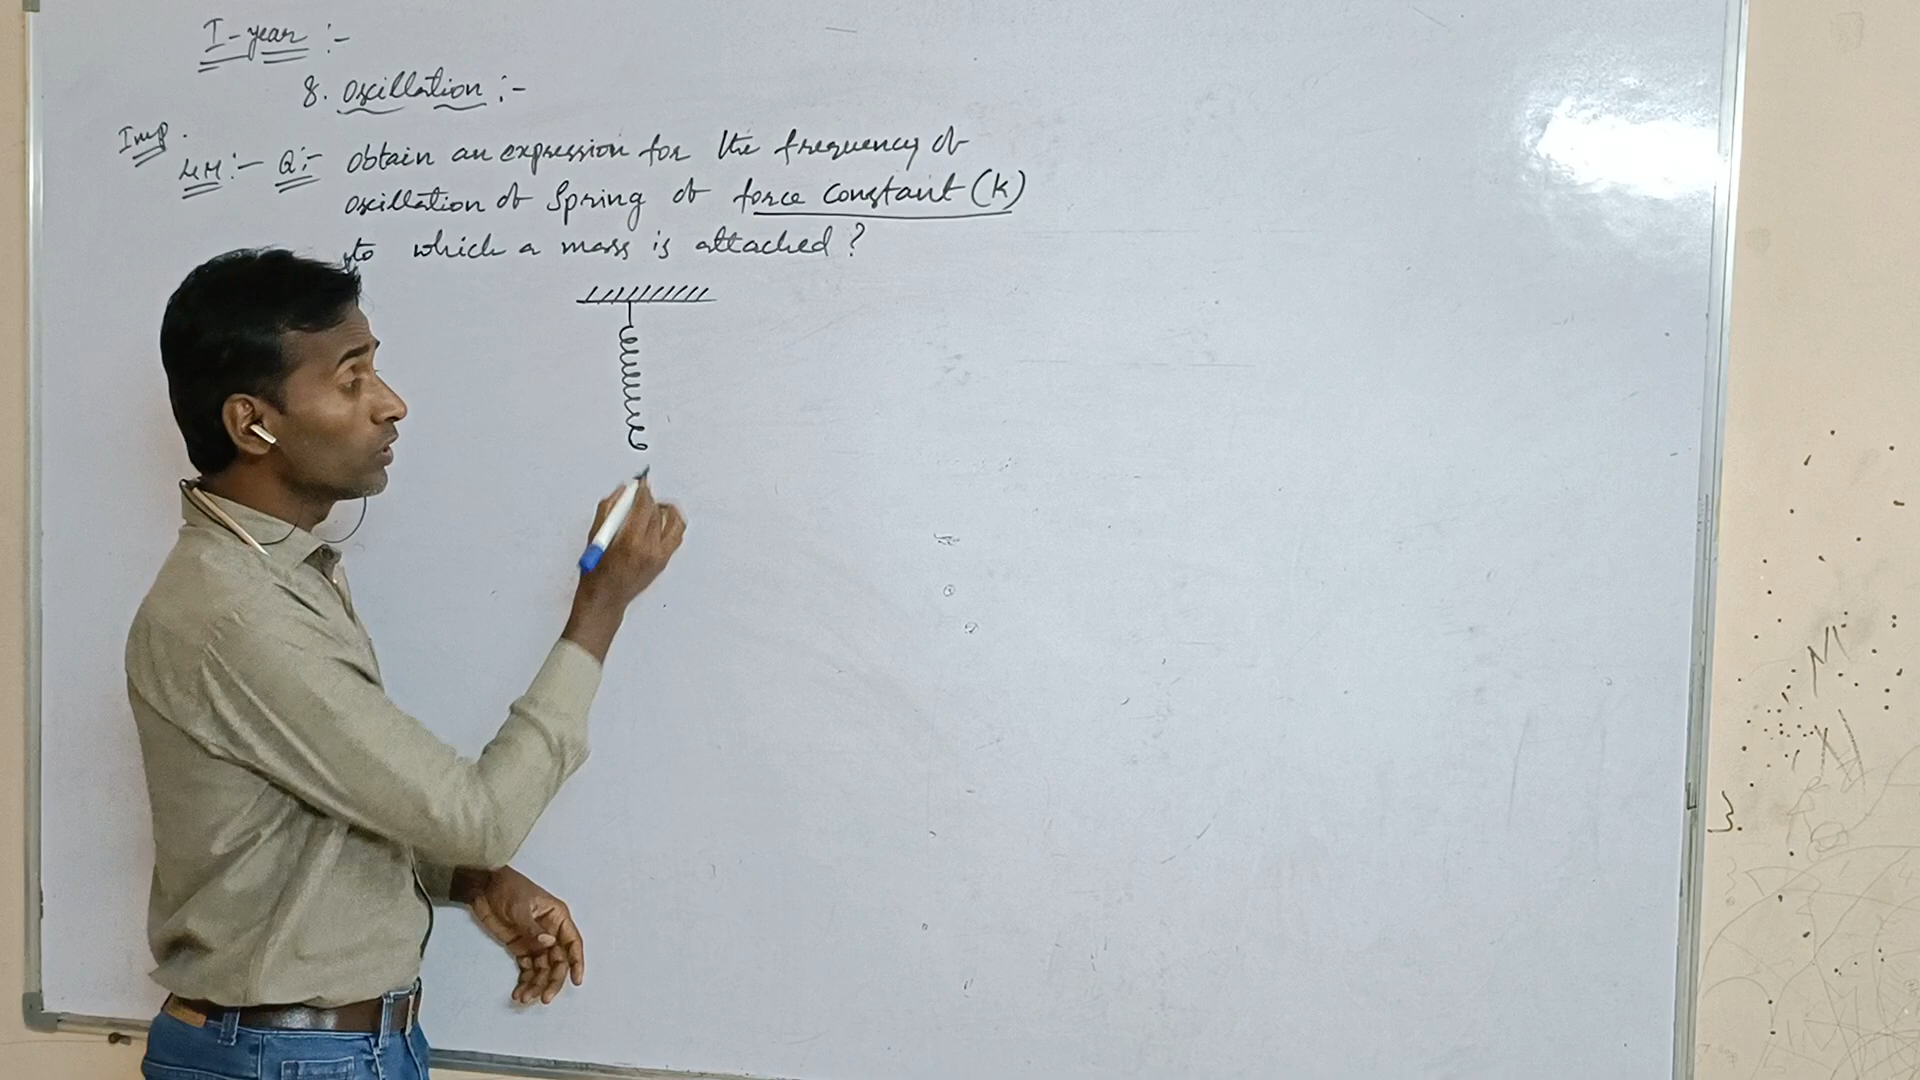 I-year :-
8. oscillation :-
Imp.
4M :- Q:- obtain an expression for the frequency of
oscillation of Spring of force constant (k)
to which a mass is attached ?